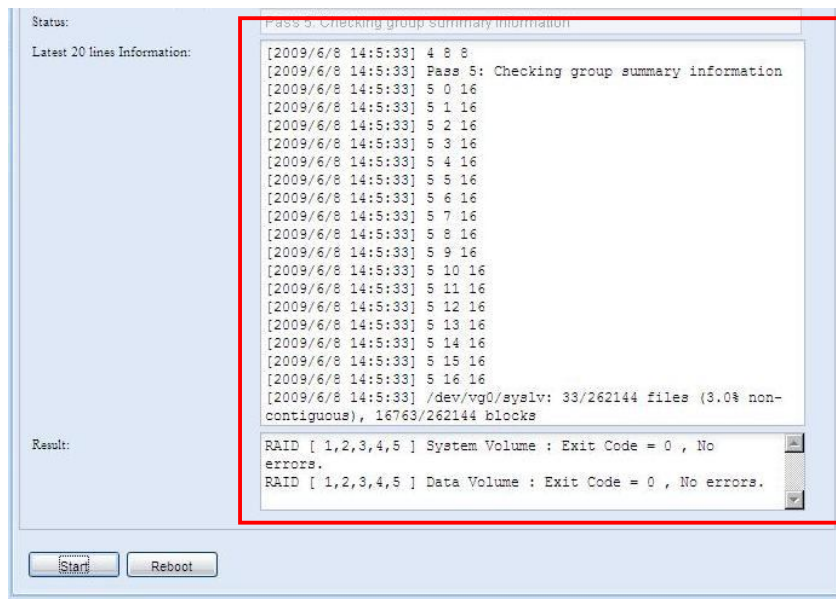 Status:
Pass 5: Checking group summary information
Latest 20 lines Information:
[2009/6/8 14:5:33] 4 8 8
[2009/6/8 14:5:33] Pass 5: Checking group summary information
[2009/6/8 14:5:33] 5 0 16
[2009/6/8 14:5:33] 5 1 16
[2009/6/8 14:5:33] 5 2 16
[2009/6/8 14:5:33] 5 3 16
[2009/6/8 14:5:33] 5 4 16
[2009/6/8 14:5:33] 5 5 16
[2009/6/8 14:5:33] 5 6 16
[2009/6/8 14:5:33] 5 7 16
[2009/6/8 14:5:33] 5 8 16
[2009/6/8 14:5:33] 5 9 16
[2009/6/8 14:5:33] 5 10 16
[2009/6/8 14:5:33] 5 11 16
[2009/6/8 14:5:33] 5 12 16
[2009/6/8 14:5:33] 5 13 16
[2009/6/8 14:5:33] 5 14 16
[2009/6/8 14:5:33] 5 15 16
[2009/6/8 14:5:33] 5 16 16
[2009/6/8 14:5:33] /dev/vg0/syslv: 33/262144 files (3.0% non-
contiguous), 16763/262144 blocks
Result:
RAID [ 1,2,3,4,5 ] System Volume : Exit Code = 0 , No
errors.
RAID [ 1,2,3,4,5 ] Data Volume : Exit Code = 0 , No errors.
Start
Reboot